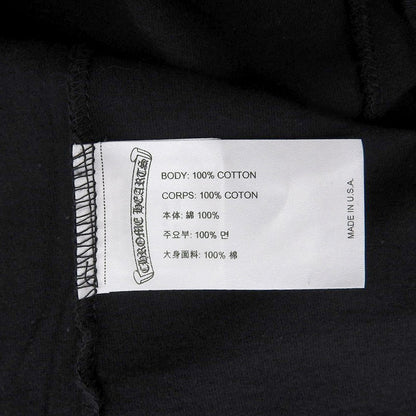 CHROME HEARTS
BODY: 100% COTTON
CORPS: 100% COTON
本体: 綿 100%
주요부: 100% 면
大身面料: 100% 棉
MADE IN U.S.A.